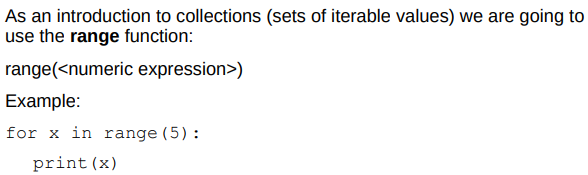 As an introduction to collections (sets of iterable values) we are going to
use the range function:
range(<numeric expression>)
Example:
for x in range(5):
print(x)